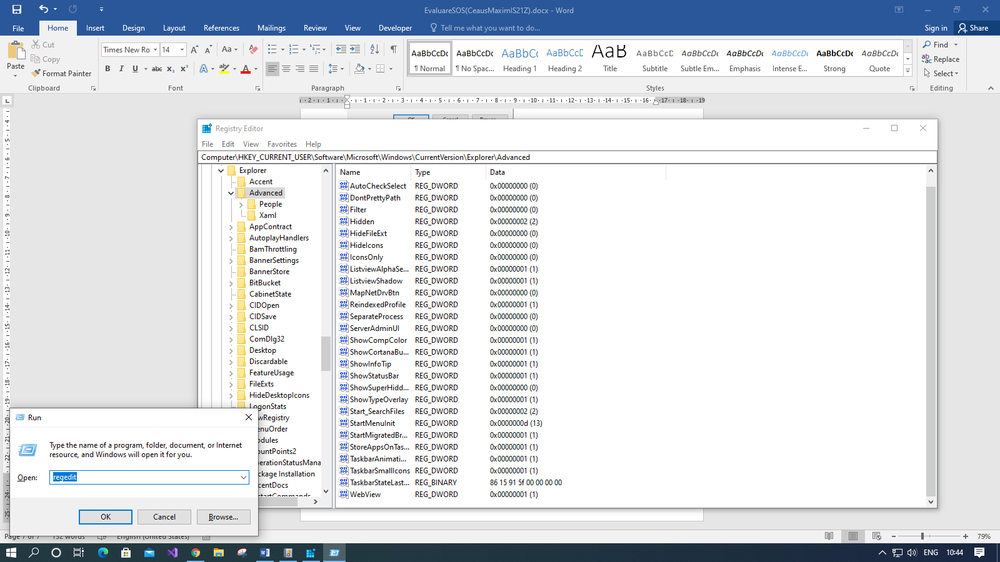 EvaluareSOS(CeausMaximIS21Z).docx - Word
File Home Insert Design Layout References Mailings Review View Developer Tell me what you want to do... Sign in Share
Paste
Cut
Copy
Format Painter
Clipboard
Times New Ro 14
Font
Paragraph
AaBbCcDc AaBbCcDc AaBbCc AaBbCcD AaB AaBbCcD AaBbCcDc AaBbCcDc AaBbCcDc AaBbCcDc AaBbCcDc
¶ Normal ¶ No Spac... Heading 1 Heading 2 Title Subtitle Subtle Em... Emphasis Intense E... Strong Quote
Styles
Find
Replace
Select
Editing
Registry Editor
File Edit View Favorites Help
Computer\HKEY_CURRENT_USER\Software\Microsoft\Windows\CurrentVersion\Explorer\Advanced
Explorer
Accent
Advanced
People
Xaml
AppContract
AutoplayHandlers
BamThrottling
BannerSettings
BannerStore
BitBucket
CabinetState
CIDOpen
CIDSave
CLSID
ComDlg32
Desktop
Discardable
FeatureUsage
FileExts
HideDesktopIcons
LogonStats
wRegistry
enuOrder
odules
ountPoints2
perationStatusMana
ckage Installation
centDocs
Name Type Data
AutoCheckSelect REG_DWORD 0x00000000 (0)
DontPrettyPath REG_DWORD 0x00000000 (0)
Filter REG_DWORD 0x00000000 (0)
Hidden REG_DWORD 0x00000002 (2)
HideFileExt REG_DWORD 0x00000000 (0)
HideIcons REG_DWORD 0x00000000 (0)
IconsOnly REG_DWORD 0x00000000 (0)
ListviewAlphaSe... REG_DWORD 0x00000001 (1)
ListviewShadow REG_DWORD 0x00000001 (1)
MapNetDrvBtn REG_DWORD 0x00000000 (0)
ReindexedProfile REG_DWORD 0x00000001 (1)
SeparateProcess REG_DWORD 0x00000000 (0)
ServerAdminUI REG_DWORD 0x00000000 (0)
ShowCompColor REG_DWORD 0x00000001 (1)
ShowCortanaBu... REG_DWORD 0x00000001 (1)
ShowInfoTip REG_DWORD 0x00000001 (1)
ShowStatusBar REG_DWORD 0x00000001 (1)
ShowSuperHidd... REG_DWORD 0x00000000 (0)
ShowTypeOverlay REG_DWORD 0x00000001 (1)
Start_SearchFiles REG_DWORD 0x00000002 (2)
StartMenuInit REG_DWORD 0x0000000d (13)
StartMigratedBr... REG_DWORD 0x00000001 (1)
StoreAppsOnTas... REG_DWORD 0x00000001 (1)
TaskbarAnimati... REG_DWORD 0x00000001 (1)
TaskbarSmallIcons REG_DWORD 0x00000001 (1)
TaskbarStateLast... REG_BINARY 86 15 91 5f 00 00 00 00
WebView REG_DWORD 0x00000001 (1)
Run
Type the name of a program, folder, document, or Internet
resource, and Windows will open it for you.
Open: regedit
OK Cancel Browse...
Page 7 of 7 152 words English (United States) 79%
ENG 10:44